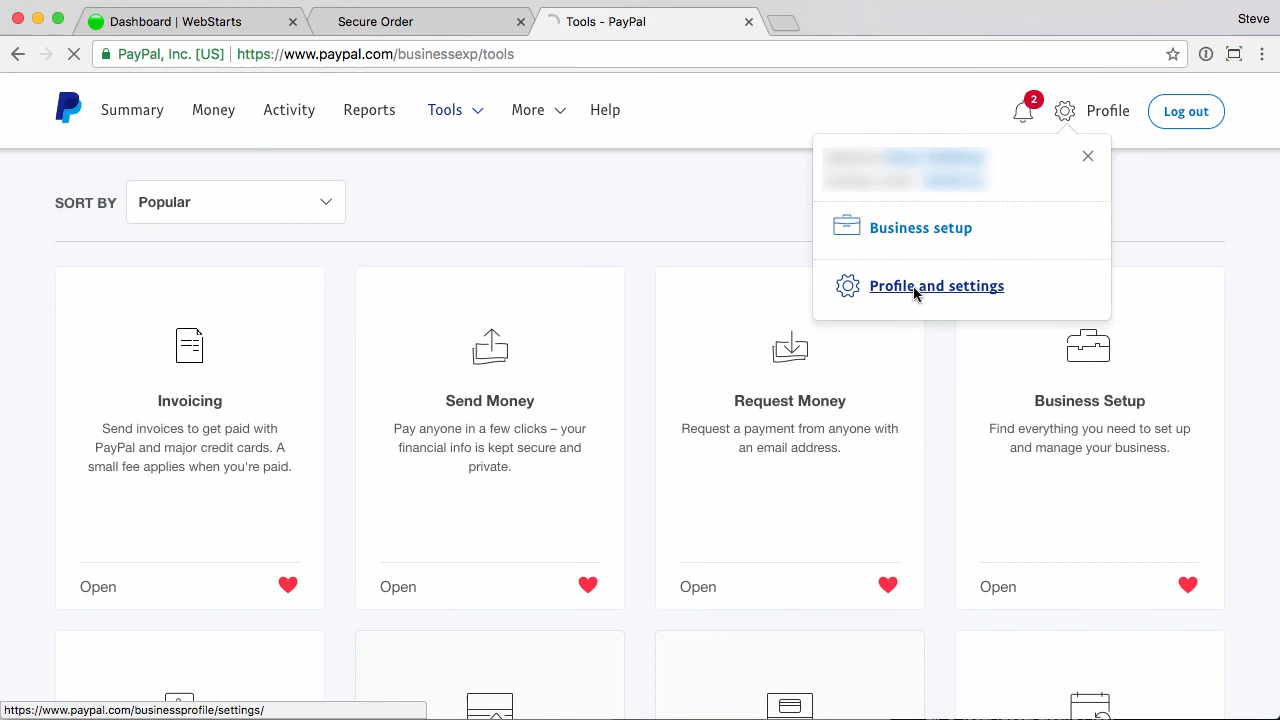 Dashboard | WebStarts
Secure Order
Tools - PayPal
Steve
PayPal, Inc. [US]
https://www.paypal.com/businessexp/tools
Summary
Money
Activity
Reports
Tools
More
Help
2
Profile
Log out
SORT BY
Popular
Business setup
Profile and settings
Invoicing
Send invoices to get paid with
PayPal and major credit cards. A
small fee applies when you're paid.
Open
Send Money
Pay anyone in a few clicks – your
financial info is kept secure and
private.
Open
Request Money
Request a payment from anyone with
an email address.
Open
Business Setup
Find everything you need to set up
and manage your business.
Open
https://www.paypal.com/businessprofile/settings/